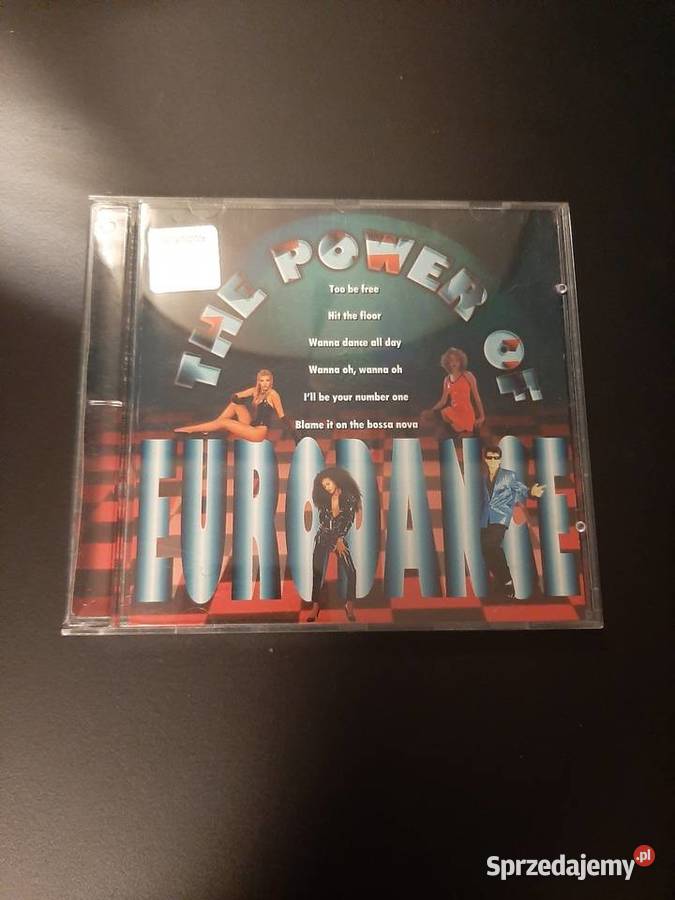 THE POWER OF
Too be free
Hit the floor
Wanna dance all day
Wanna oh, wanna oh
I'll be your number one
Blame it on the bossa nova
EURODANCE
Sprzedajemy.pl